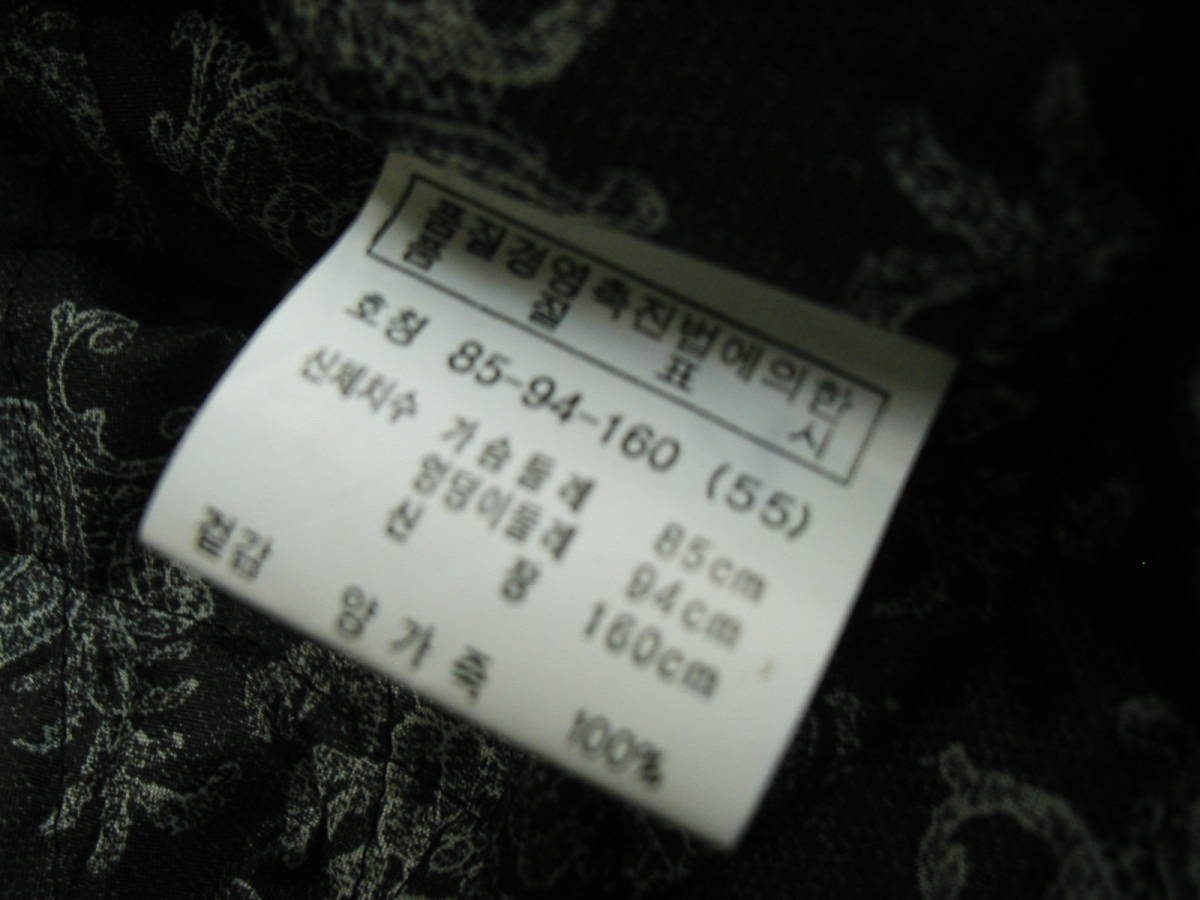 품질경영촉진법에의한
품 질 표 시
호칭 85-94-160 (55)
신체치수 가슴둘레 85cm
엉덩이둘레 94cm
신 장 160cm
겉감 양가죽 100%